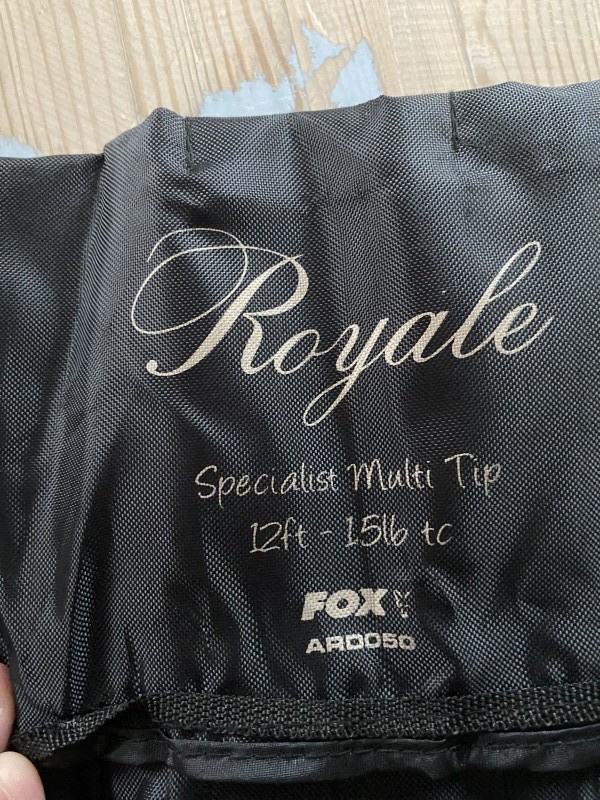 Royale
Specialist Multi Tip
12ft - 1.5lb tc
FOX
ARD050